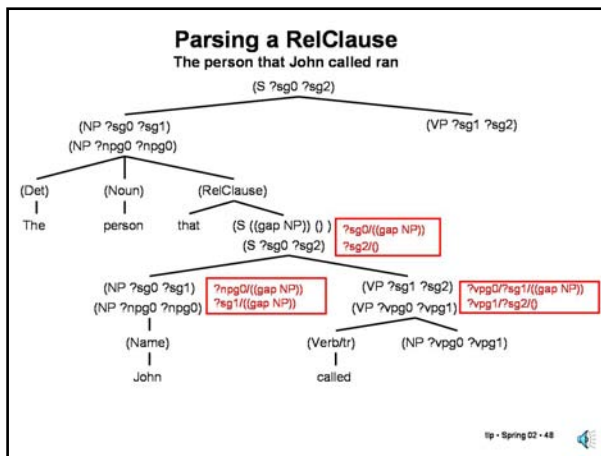 Parsing a RelClause
The person that John called ran
(S ?sg0 ?sg2)
(NP ?sg0 ?sg1) (VP ?sg1 ?sg2)
(NP ?npg0 ?npg0)
(Det) (Noun) (RelClause)
The person that (S ((gap NP)) () ) ?sg0/((gap NP))
(S ?sg0 ?sg2) ?sg2/()
(NP ?sg0 ?sg1) ?npg0/((gap NP)) (VP ?sg1 ?sg2) ?vpg0/?sg1/((gap NP))
(NP ?npg0 ?npg0) ?sg1/((gap NP)) (VP ?vpg0 ?vpg1) ?vpg1/?sg2/()
(Name) (Verb/tr) (NP ?vpg0 ?vpg1)
John called
tlp • Spring 02 • 48